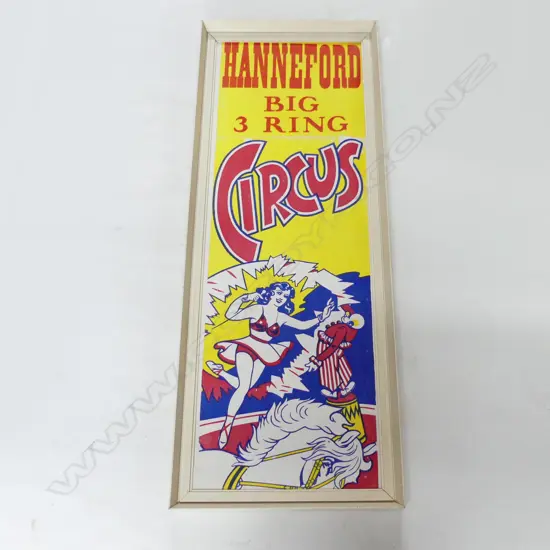 HANNEFORD
BIG
3 RING
CIRCUS